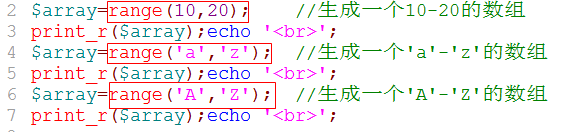 2 $array=range(10,20);    //生成一个10-20的数组
3 print_r($array);echo '<br>';
4 $array=range('a','z');  //生成一个'a'-'z'的数组
5 print_r($array);echo '<br>';
6 $array=range('A','Z');  //生成一个'A'-'Z'的数组
7 print_r($array);echo '<br>';